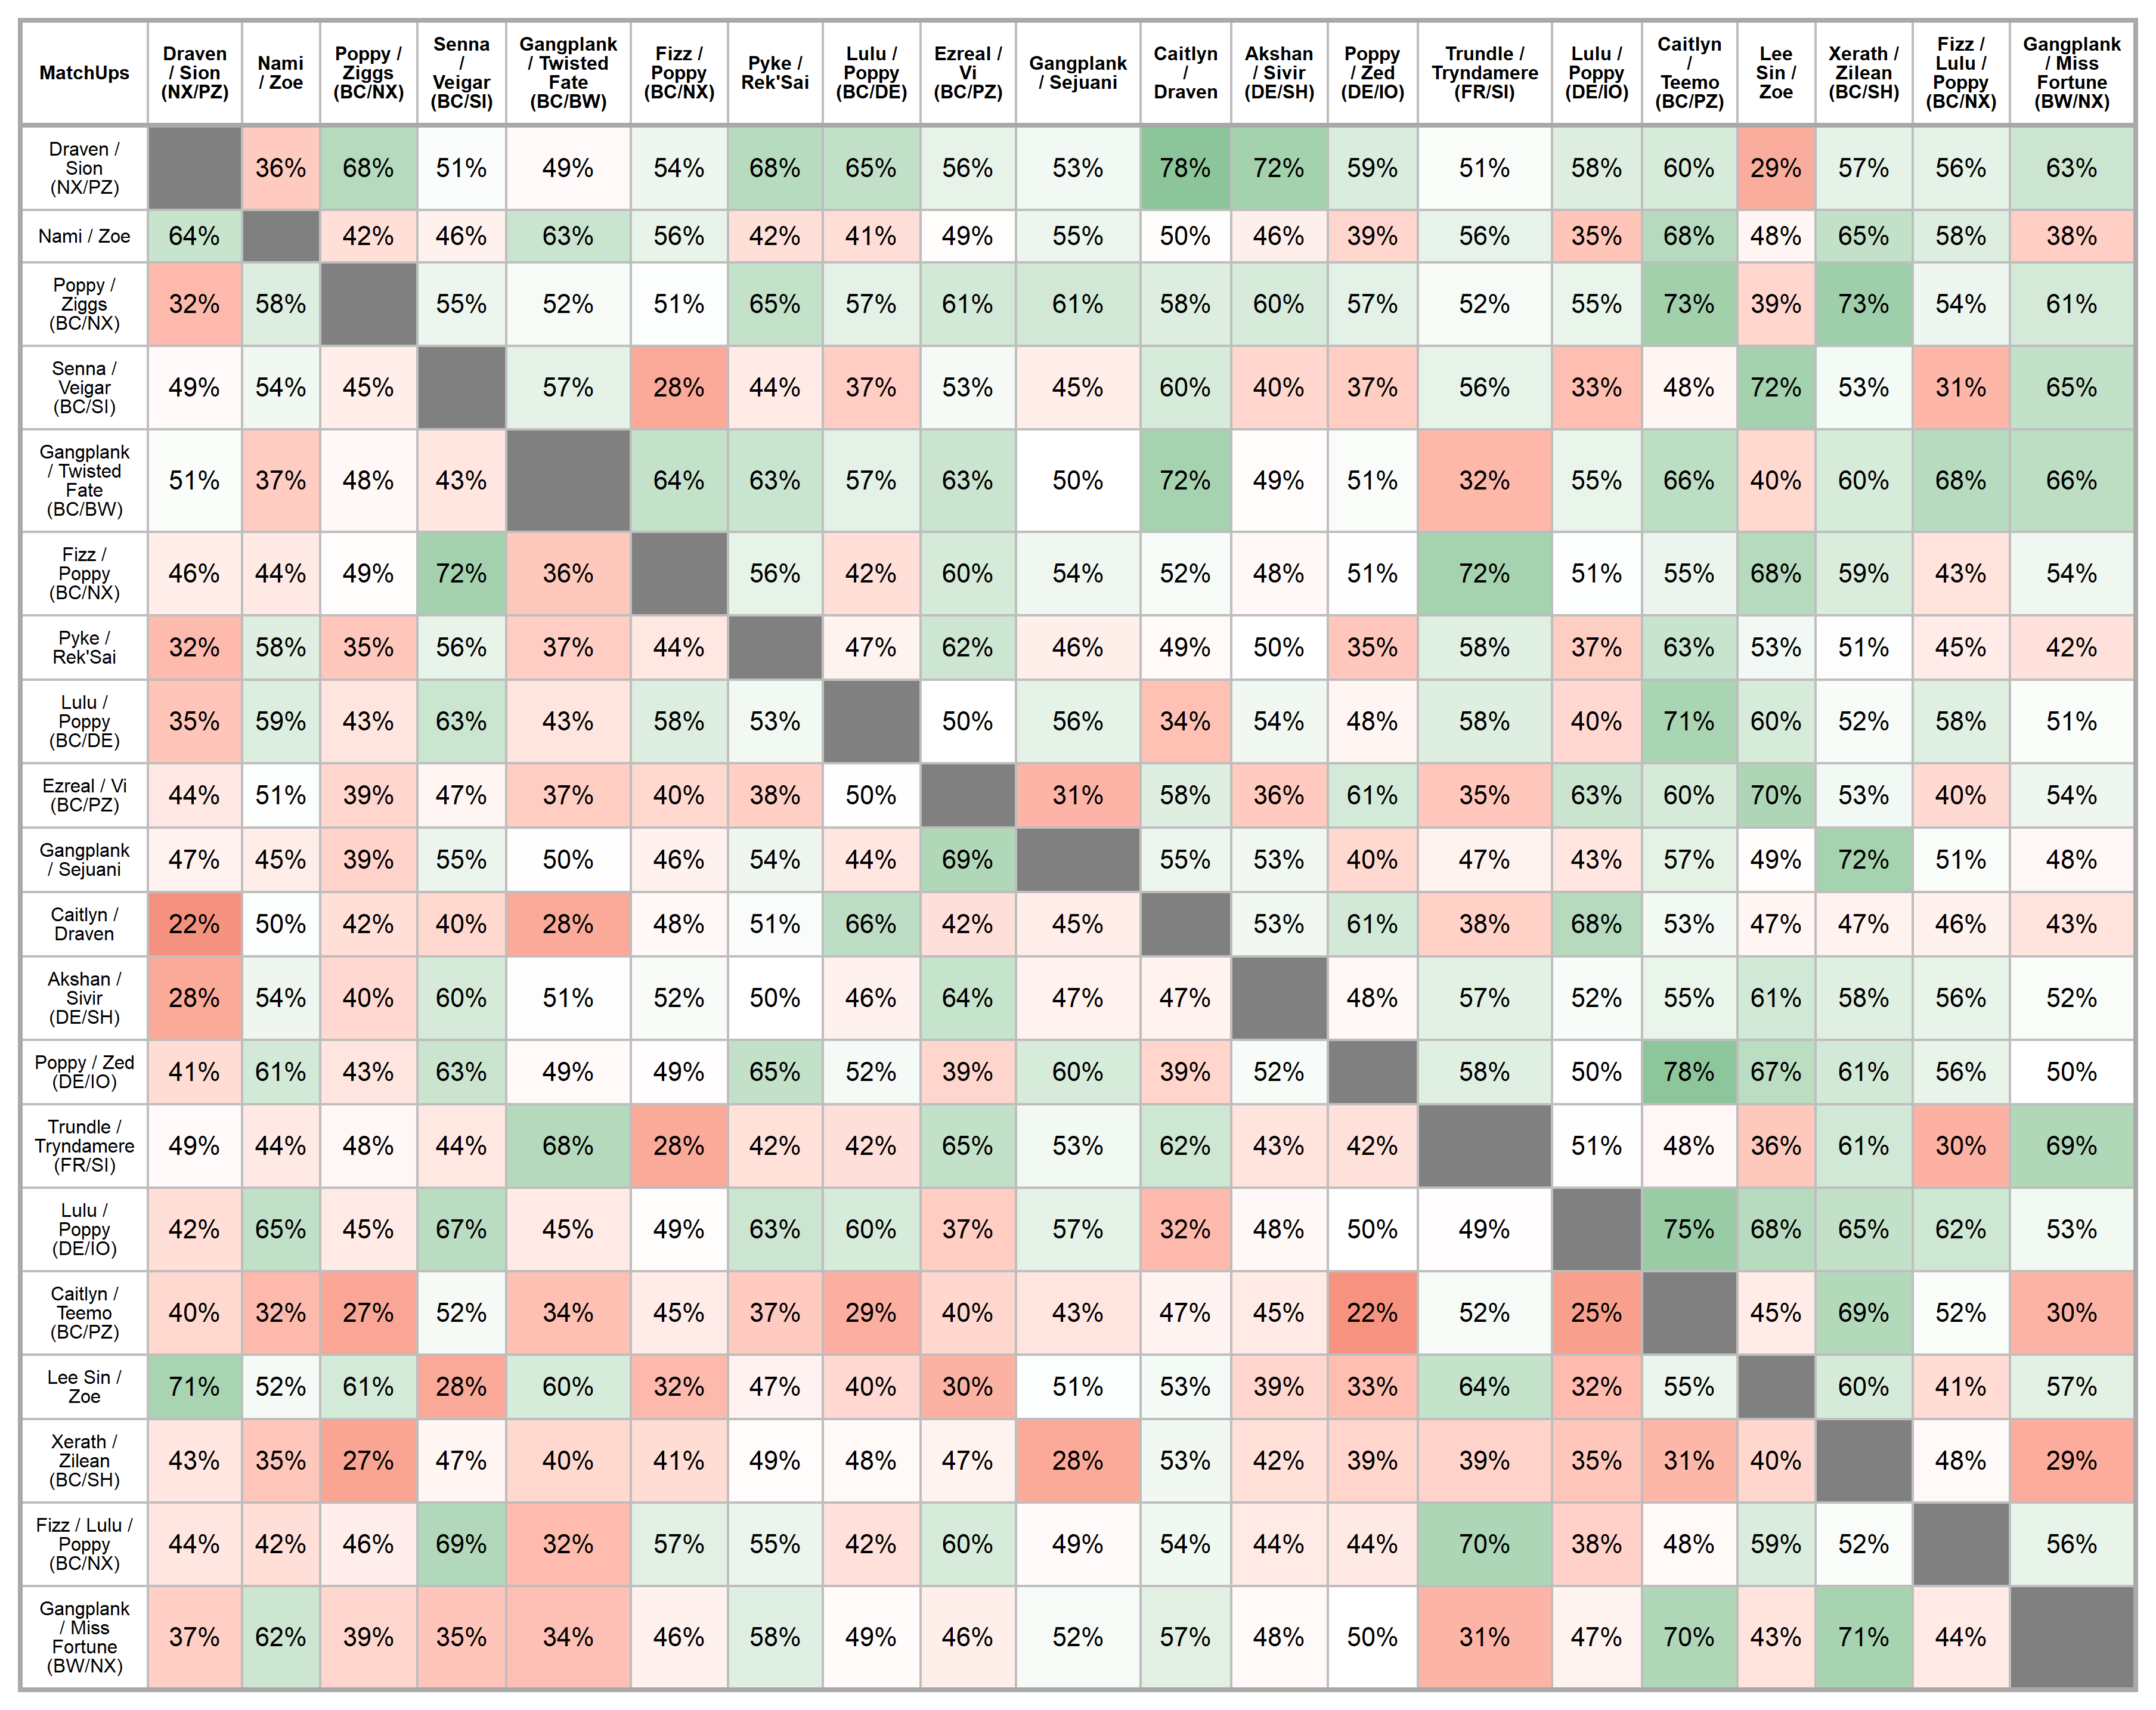 MatchUps Draven / Sion (NX/PZ) Nami / Zoe Poppy / Ziggs (BC/NX) Senna / Veigar (BC/SI) Gangplank / Twisted Fate (BC/BW) Fizz / Poppy (BC/NX) Pyke / Rek'Sai Lulu / Poppy (BC/DE) Ezreal / Vi (BC/PZ) Gangplank / Sejuani Caitlyn / Draven Akshan / Sivir (DE/SH) Poppy / Zed (DE/IO) Trundle / Tryndamere (FR/SI) Lulu / Poppy (DE/IO) Caitlyn / Teemo (BC/PZ) Lee Sin / Zoe Xerath / Zilean (BC/SH) Fizz / Lulu / Poppy (BC/NX) Gangplank / Miss Fortune (BW/NX)
Draven / Sion (NX/PZ) 36% 68% 51% 49% 54% 68% 65% 56% 53% 78% 72% 59% 51% 58% 60% 29% 57% 56% 63%
Nami / Zoe 64% 42% 46% 63% 56% 42% 41% 49% 55% 50% 46% 39% 56% 35% 68% 48% 65% 58% 38%
Poppy / Ziggs (BC/NX) 32% 58% 55% 52% 51% 65% 57% 61% 61% 58% 60% 57% 52% 55% 73% 39% 73% 54% 61%
Senna / Veigar (BC/SI) 49% 54% 45% 57% 28% 44% 37% 53% 45% 60% 40% 37% 56% 33% 48% 72% 53% 31% 65%
Gangplank / Twisted Fate (BC/BW) 51% 37% 48% 43% 64% 63% 57% 63% 50% 72% 49% 51% 32% 55% 66% 40% 60% 68% 66%
Fizz / Poppy (BC/NX) 46% 44% 49% 72% 36% 56% 42% 60% 54% 52% 48% 51% 72% 51% 55% 68% 59% 43% 54%
Pyke / Rek'Sai 32% 58% 35% 56% 37% 44% 47% 62% 46% 49% 50% 35% 58% 37% 63% 53% 51% 45% 42%
Lulu / Poppy (BC/DE) 35% 59% 43% 63% 43% 58% 53% 50% 56% 34% 54% 48% 58% 40% 71% 60% 52% 58% 51%
Ezreal / Vi (BC/PZ) 44% 51% 39% 47% 37% 40% 38% 50% 31% 58% 36% 61% 35% 63% 60% 70% 53% 40% 54%
Gangplank / Sejuani 47% 45% 39% 55% 50% 46% 54% 44% 69% 55% 53% 40% 47% 43% 57% 49% 72% 51% 48%
Caitlyn / Draven 22% 50% 42% 40% 28% 48% 51% 66% 42% 45% 53% 61% 38% 68% 53% 47% 47% 46% 43%
Akshan / Sivir (DE/SH) 28% 54% 40% 60% 51% 52% 50% 46% 64% 47% 47% 48% 57% 52% 55% 61% 58% 56% 52%
Poppy / Zed (DE/IO) 41% 61% 43% 63% 49% 49% 65% 52% 39% 60% 39% 52% 58% 50% 78% 67% 61% 56% 50%
Trundle / Tryndamere (FR/SI) 49% 44% 48% 44% 68% 28% 42% 42% 65% 53% 62% 43% 42% 51% 48% 36% 61% 30% 69%
Lulu / Poppy (DE/IO) 42% 65% 45% 67% 45% 49% 63% 60% 37% 57% 32% 48% 50% 49% 75% 68% 65% 62% 53%
Caitlyn / Teemo (BC/PZ) 40% 32% 27% 52% 34% 45% 37% 29% 40% 43% 47% 45% 22% 52% 25% 45% 69% 52% 30%
Lee Sin / Zoe 71% 52% 61% 28% 60% 32% 47% 40% 30% 51% 53% 39% 33% 64% 32% 55% 60% 41% 57%
Xerath / Zilean (BC/SH) 43% 35% 27% 47% 40% 41% 49% 48% 47% 28% 53% 42% 39% 39% 35% 31% 40% 48% 29%
Fizz / Lulu / Poppy (BC/NX) 44% 42% 46% 69% 32% 57% 55% 42% 60% 49% 54% 44% 44% 70% 38% 48% 59% 52% 56%
Gangplank / Miss Fortune (BW/NX) 37% 62% 39% 35% 34% 46% 58% 49% 46% 52% 57% 48% 50% 31% 47% 70% 43% 71% 44%